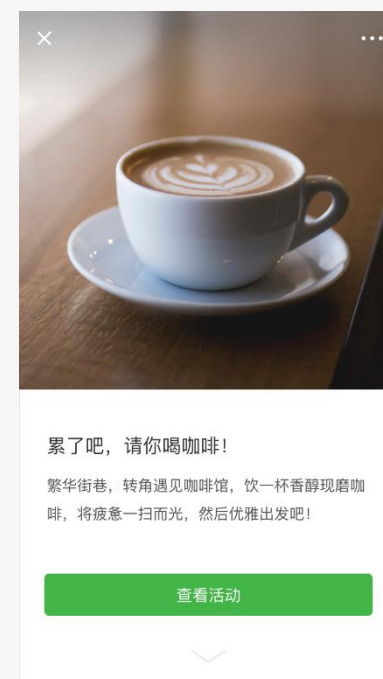 累了吧，请你喝咖啡！
繁华街巷，转角遇见咖啡馆，饮一杯香醇现磨咖
啡，将疲惫一扫而光，然后优雅出发吧！
查看活动